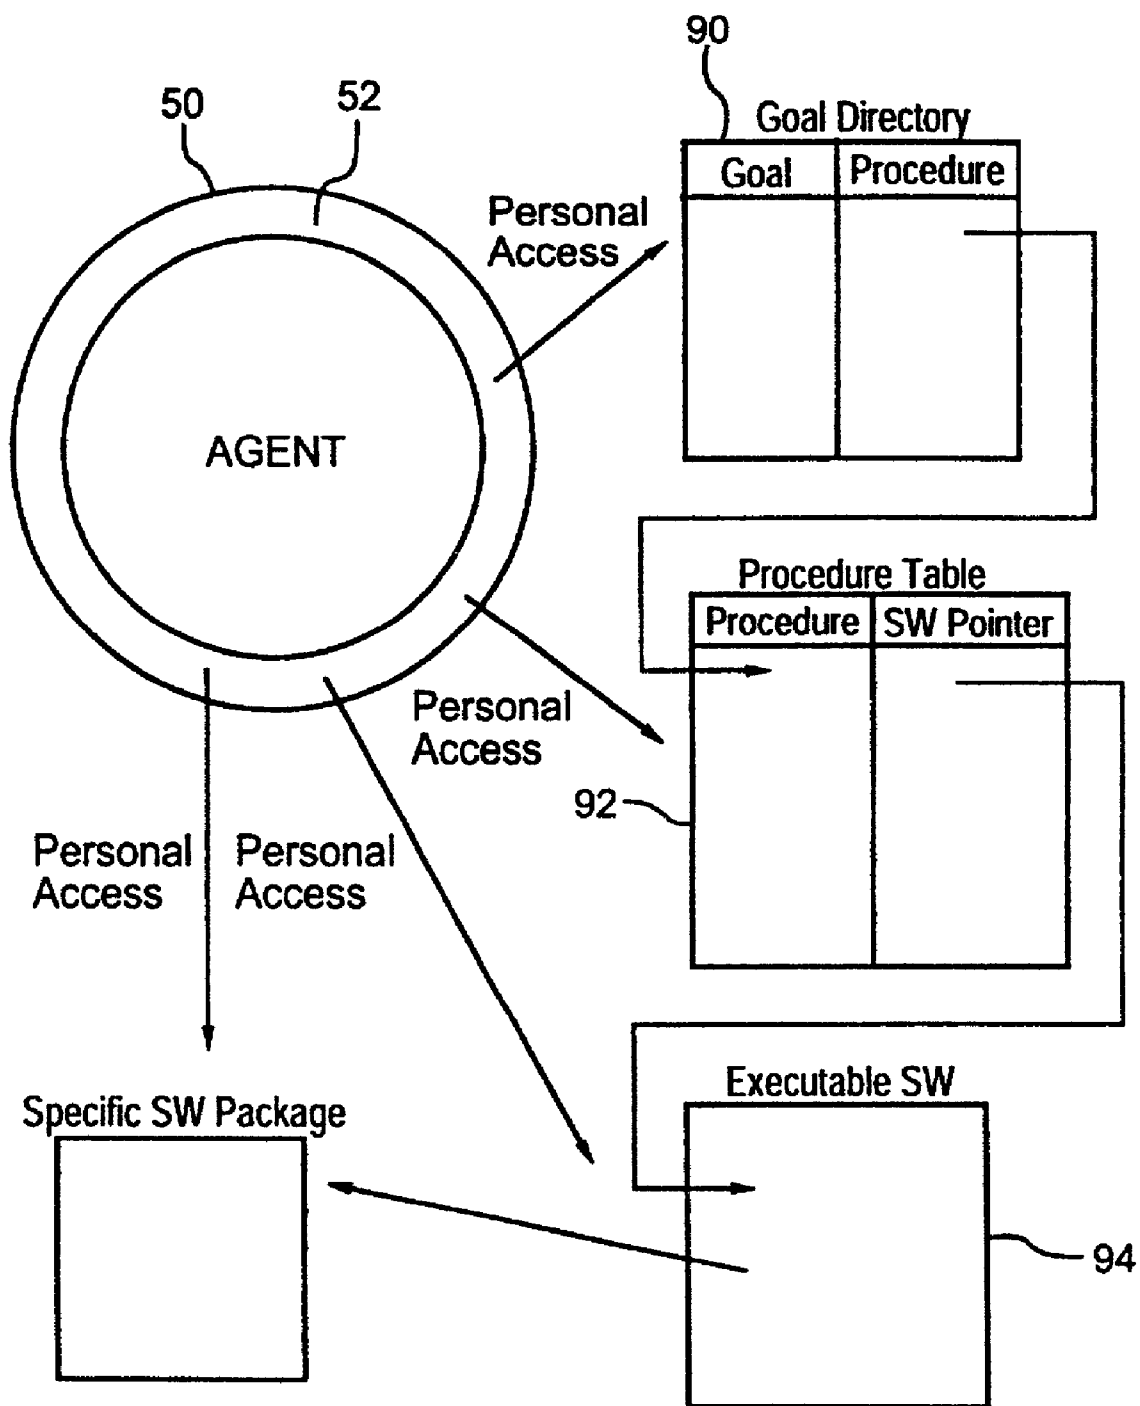 90
50
52
Goal Directory
Goal
Procedure
Personal
Access
AGENT
Procedure Table
Procedure
SW Pointer
Personal
Access
92
Personal
Access
Personal
Access
Executable SW
Specific SW Package
94